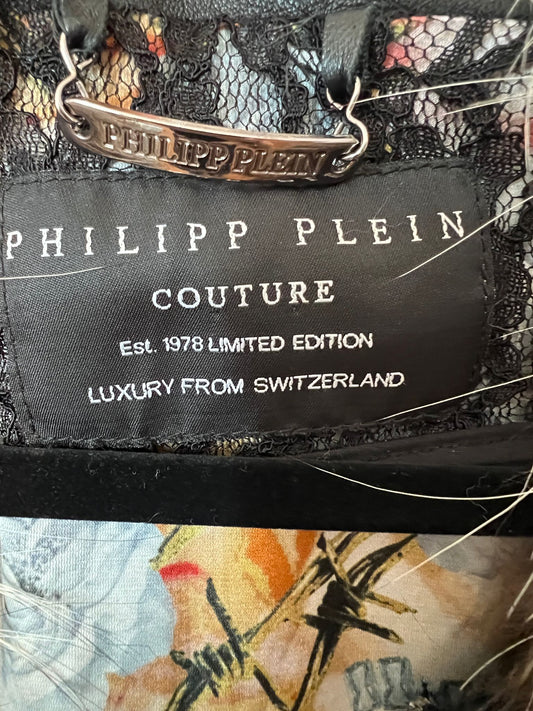 PHILIPP PLEIN
PHILIPP PLEIN
COUTURE
Est. 1978 LIMITED EDITION
LUXURY FROM SWITZERLAND